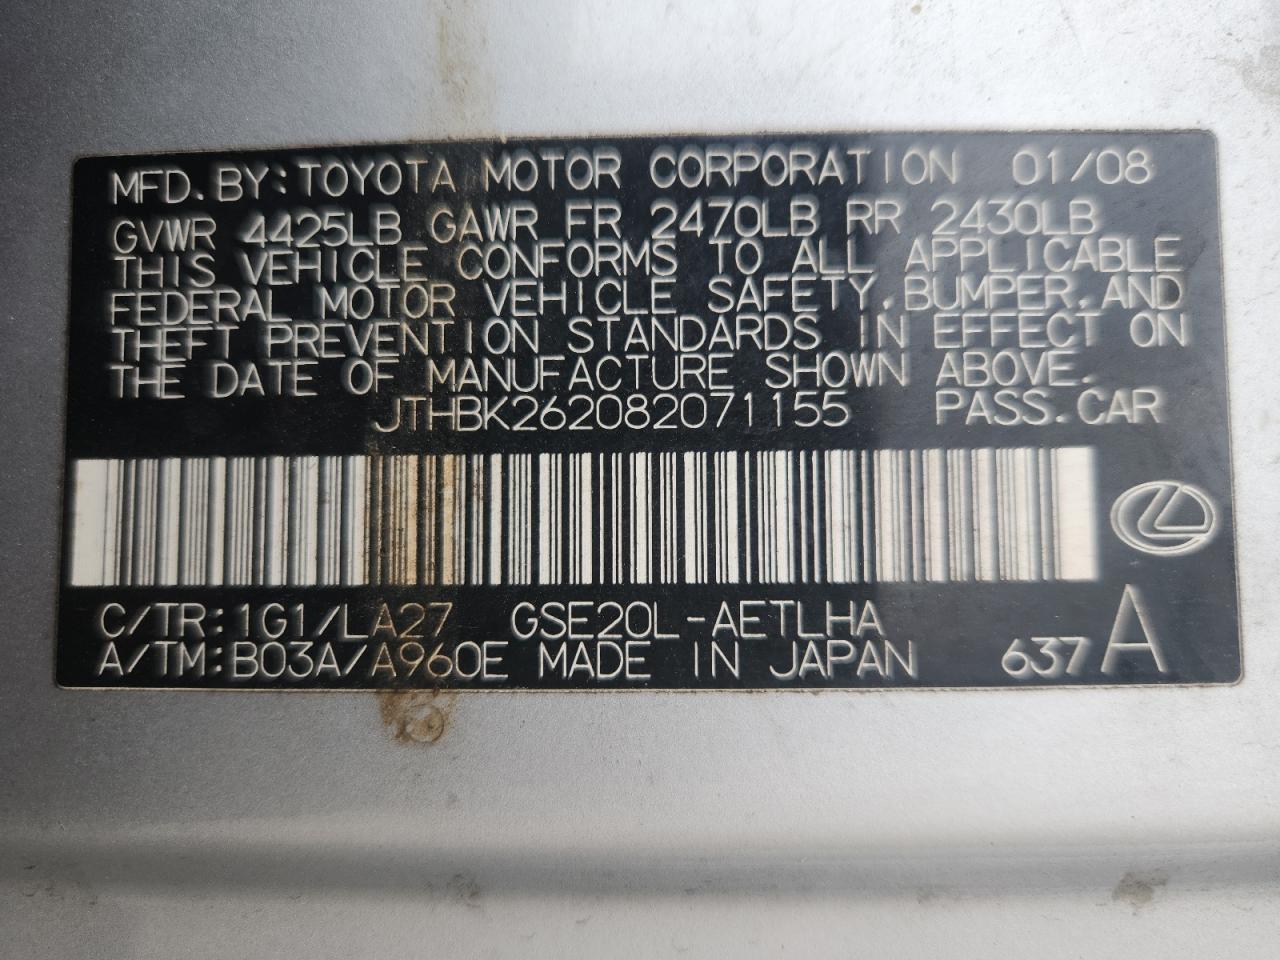 MFD. BY: TOYOTA MOTOR CORPORATION 01/08
GVWR 4425LB GAWR FR 2470LB RR 2430LB
THIS VEHICLE CONFORMS TO ALL APPLICABLE
FEDERAL MOTOR VEHICLE SAFETY, BUMPER, AND
THEFT PREVENTION STANDARDS IN EFFECT ON
THE DATE OF MANUFACTURE SHOWN ABOVE.
JTHBK262082071155 PASS. CAR
C/TR: 1G1/LA27 GSE20L-AETLHA
A/TM: B03A/A960E MADE IN JAPAN 637 A